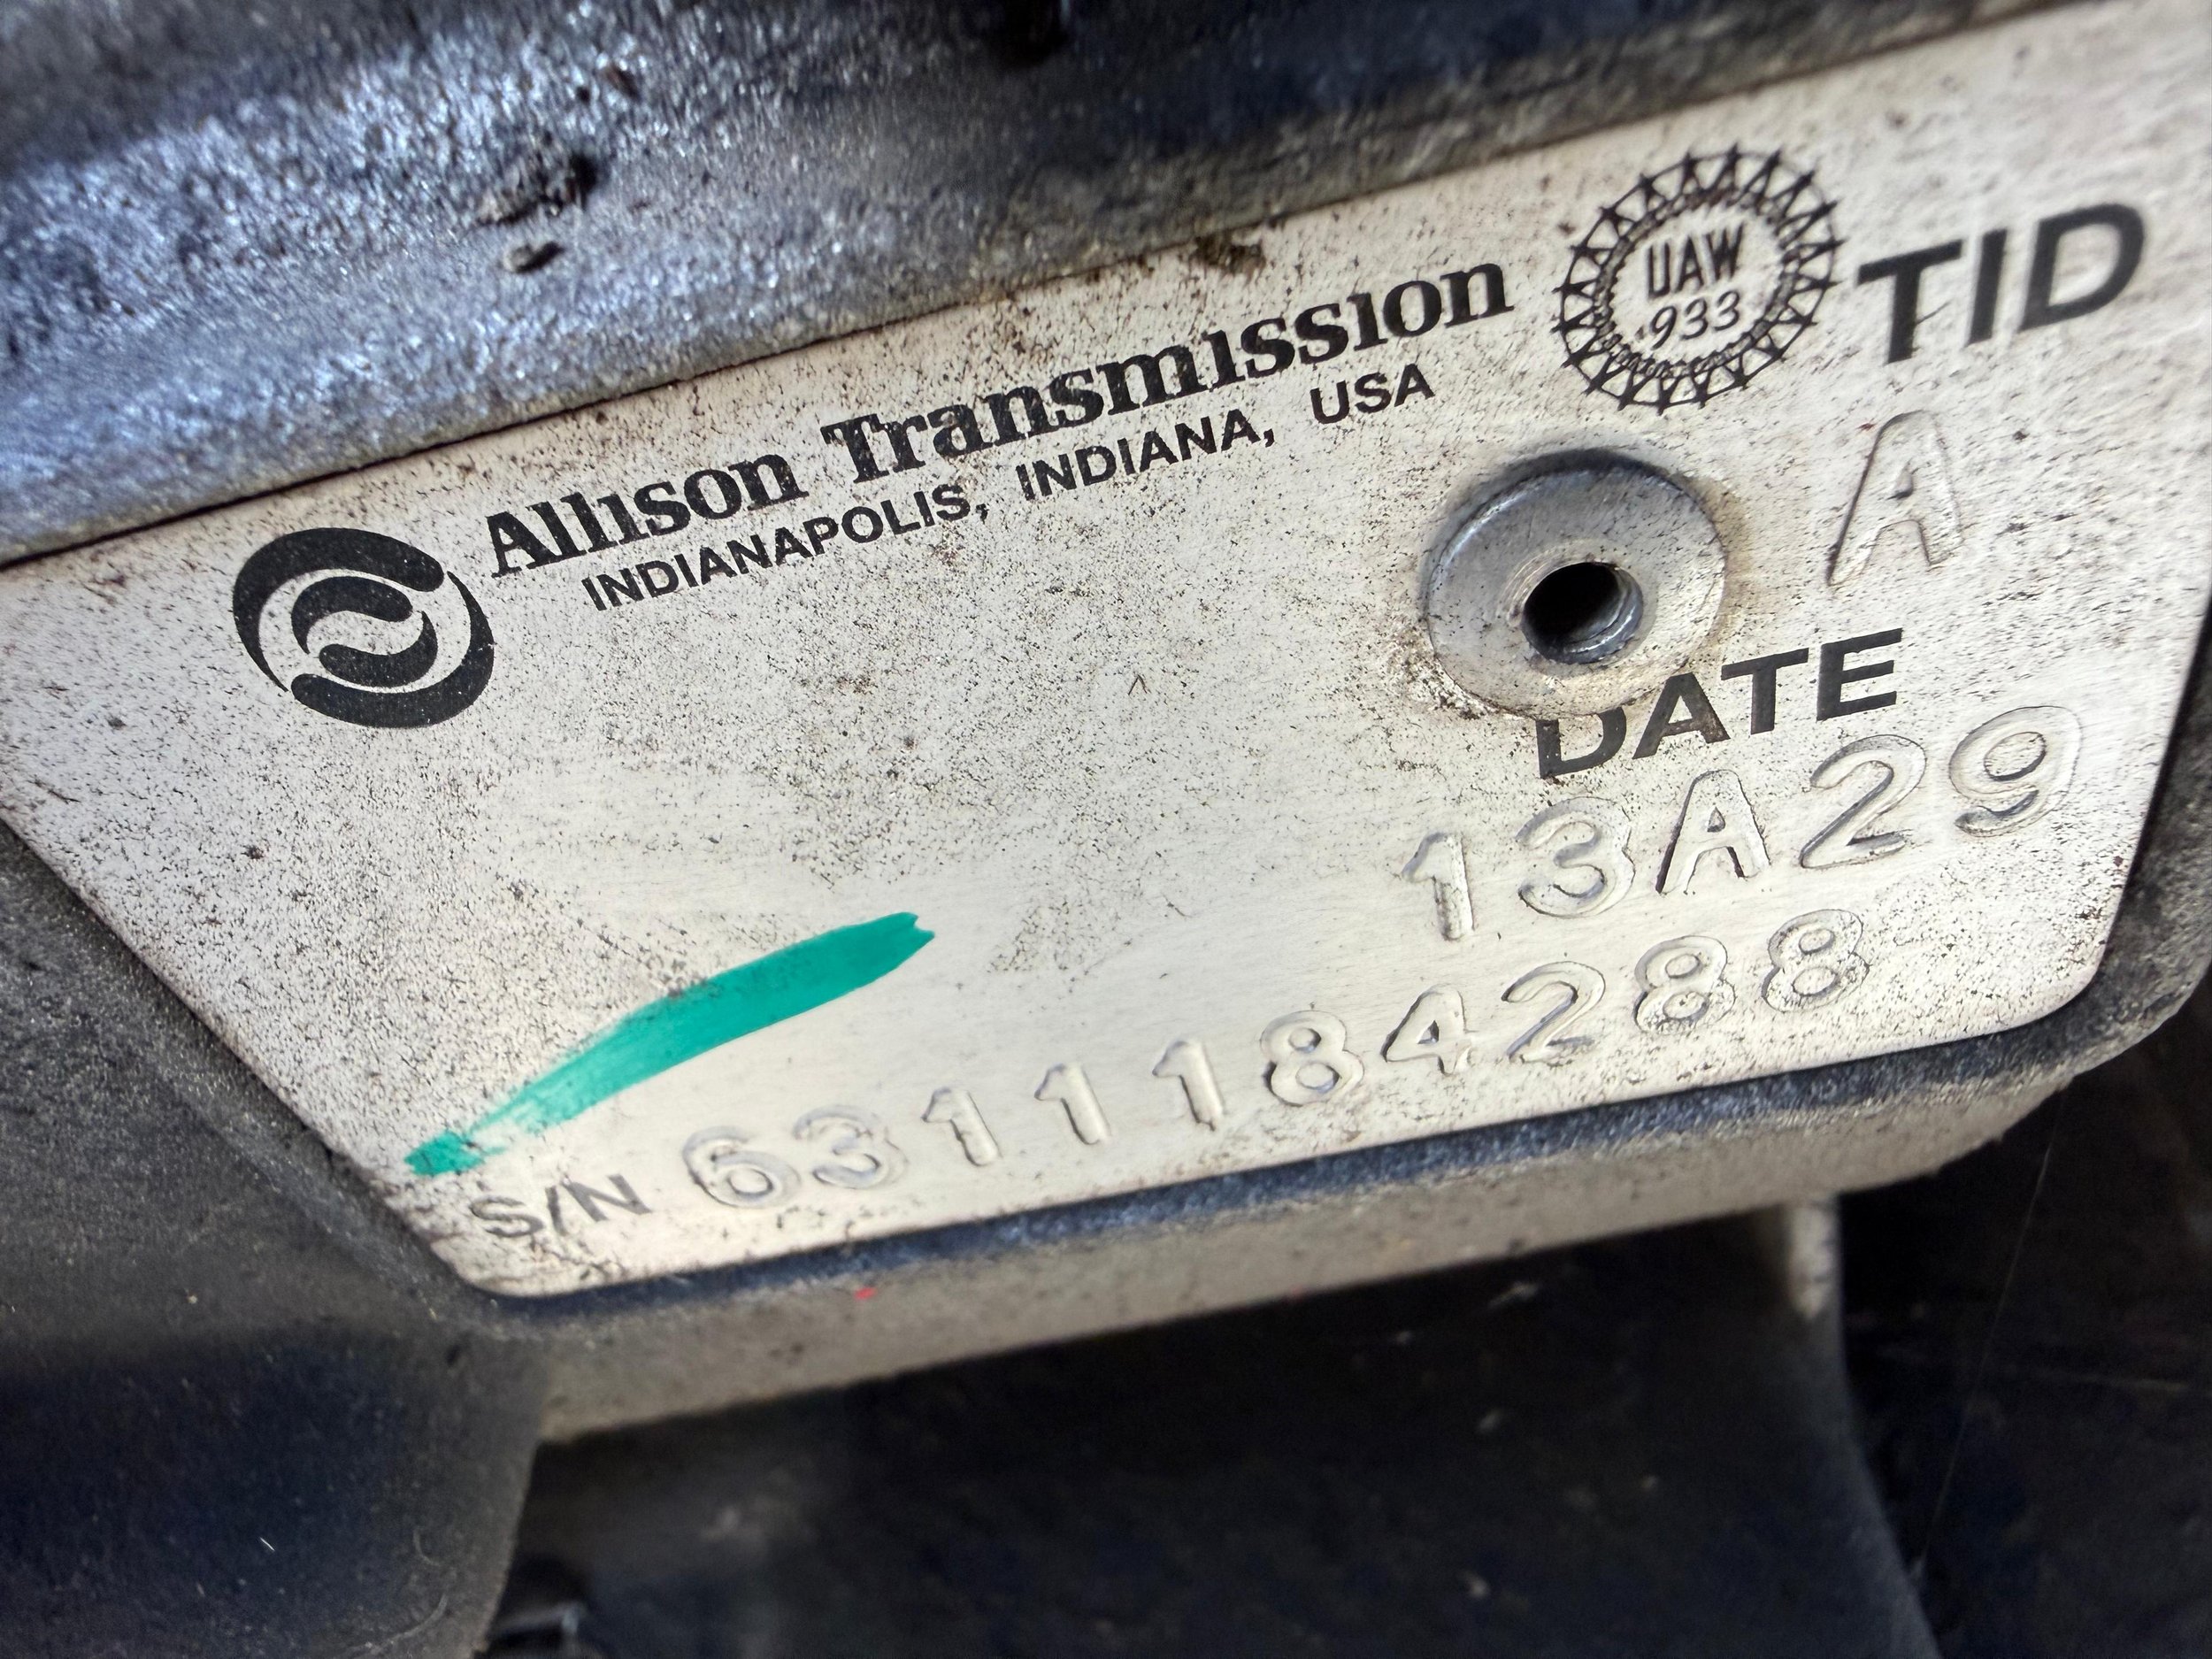 Allison Transmission
INDIANAPOLIS, INDIANA, USA
UAW
933
TID
A
DATE
13A29
S/N 6311184288